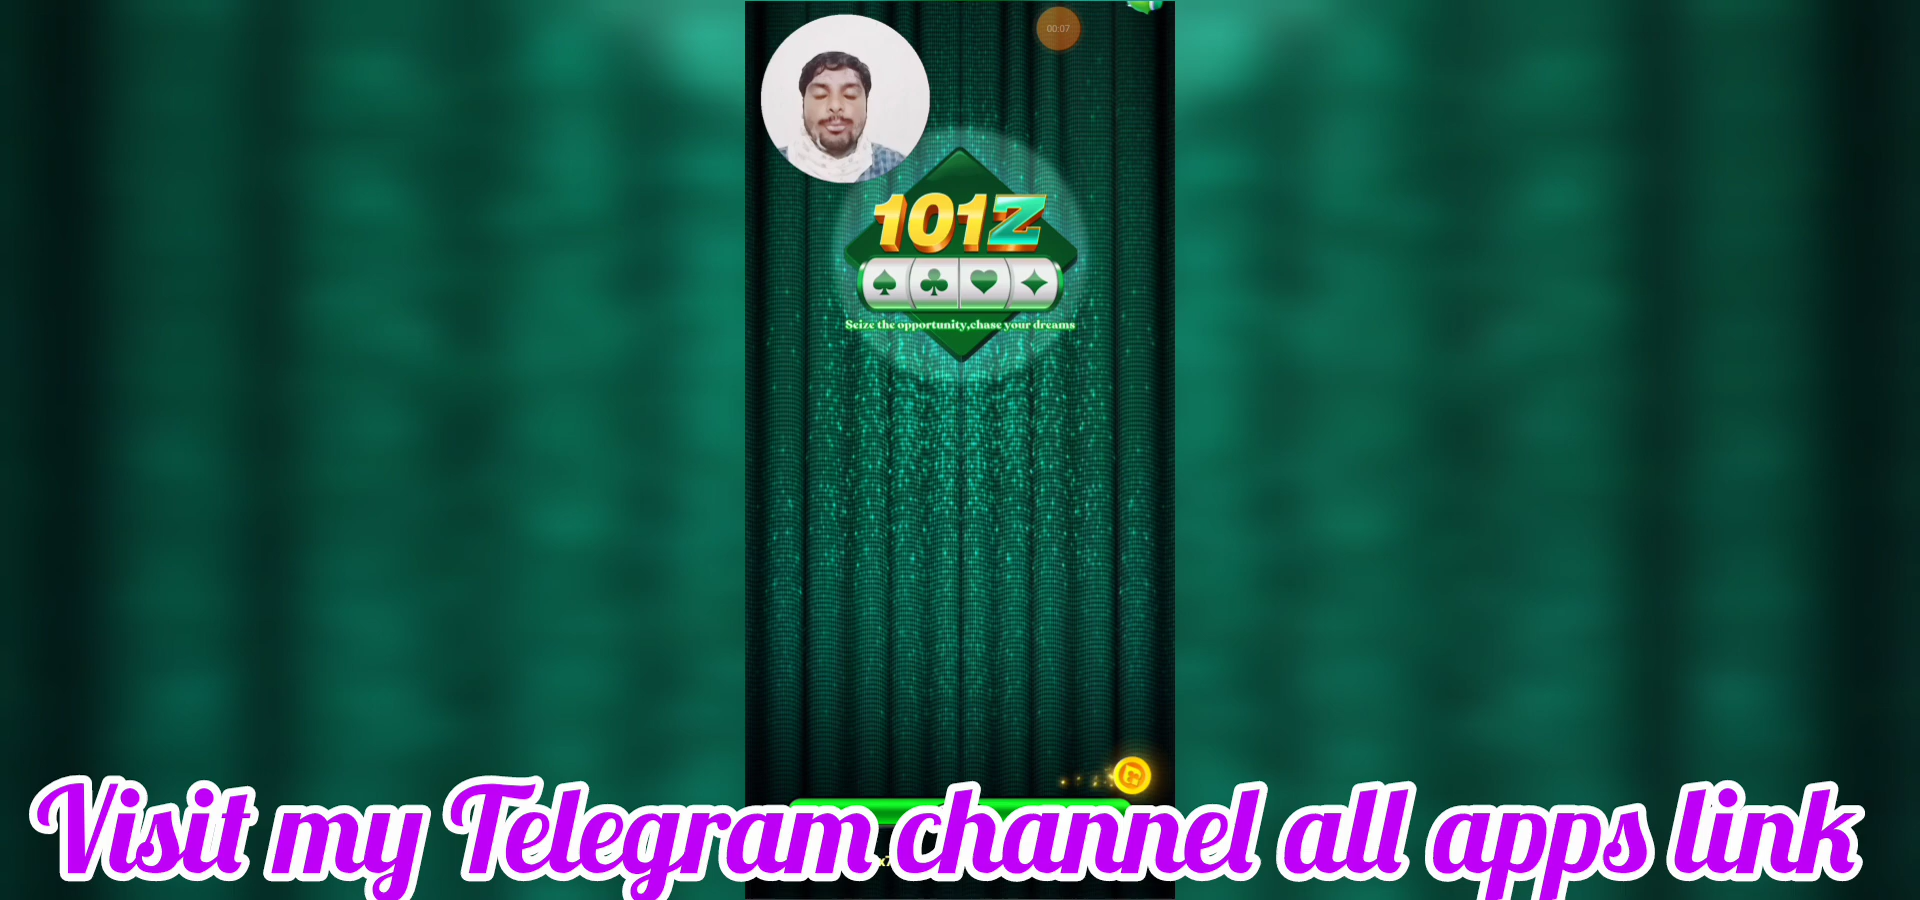 00:07
101Z
Seize the opportunity,chase your dreams
Visit my Telegram channel all apps link